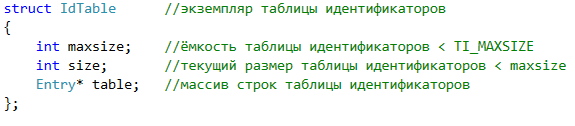 struct IdTable //экземпляр таблицы идентификаторов
{
int maxsize; //ёмкость таблицы идентификаторов < TI_MAXSIZE
int size; //текущий размер таблицы идентификаторов < maxsize
Entry* table; //массив строк таблицы идентификаторов
};